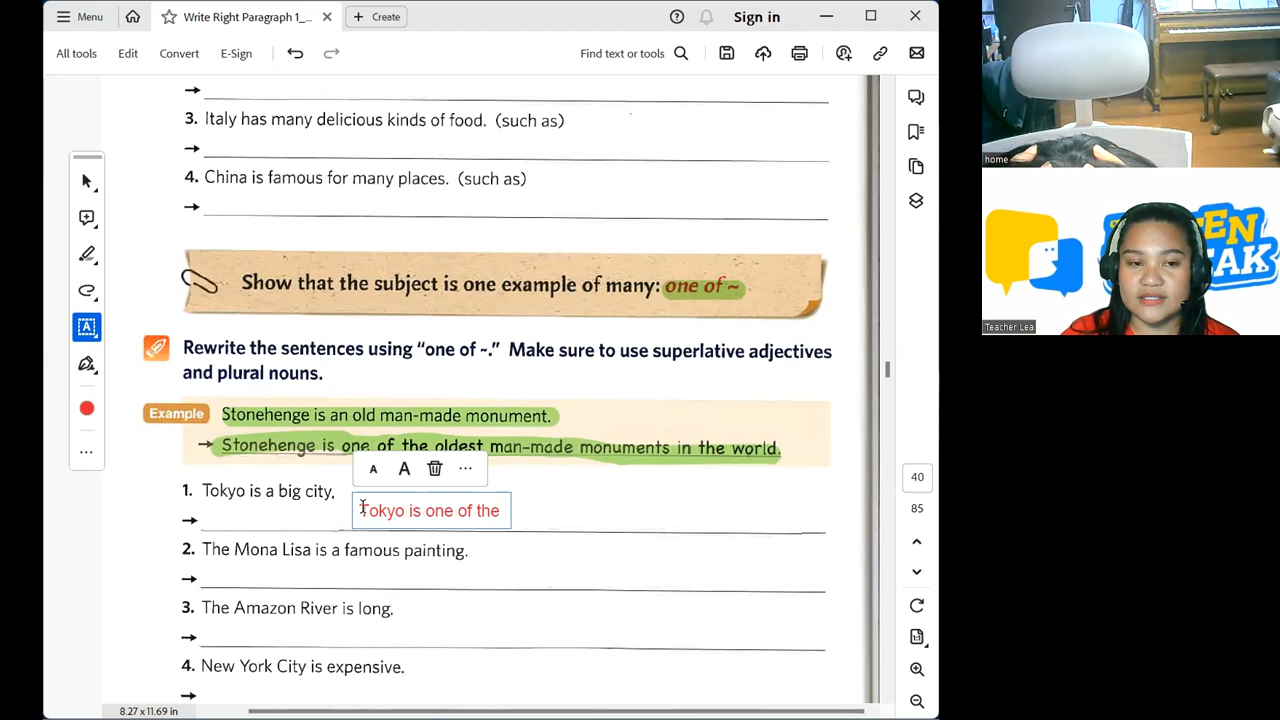 Menu
Write Right Paragraph 1_...
Create
Sign in
All tools
Edit
Convert
E-Sign
Find text or tools
→
3. Italy has many delicious kinds of food. (such as)
→
4. China is famous for many places. (such as)
→
Show that the subject is one example of many: one of ~
Rewrite the sentences using “one of ~.” Make sure to use superlative adjectives
and plural nouns.
Example Stonehenge is an old man-made monument.
→ Stonehenge is one of the oldest man-made monuments in the world.
A A ...
1. Tokyo is a big city,
→ Tokyo is one of the
2. The Mona Lisa is a famous painting.
→
3. The Amazon River is long.
→
4. New York City is expensive.
→
8.27 x 11.69 in
40
85
home
EN
EAK
Teacher Lea